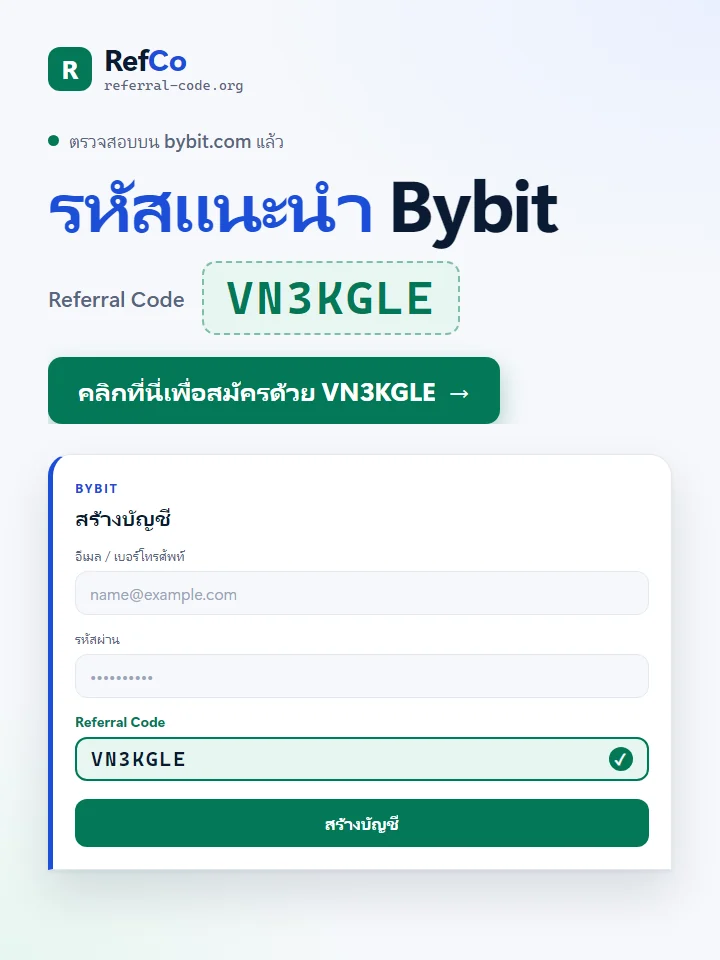 R
RefCo
referral-code.org
ตรวจสอบบน bybit.com แล้ว
รหัสแนะนำ Bybit
Referral Code VN3KGLE
คลิกที่นี่เพื่อสมัครด้วย VN3KGLE →
BYBIT
สร้างบัญชี
อีเมล / เบอร์โทรศัพท์
name@example.com
รหัสผ่าน
••••••••••
Referral Code
VN3KGLE ✓
สร้างบัญชี